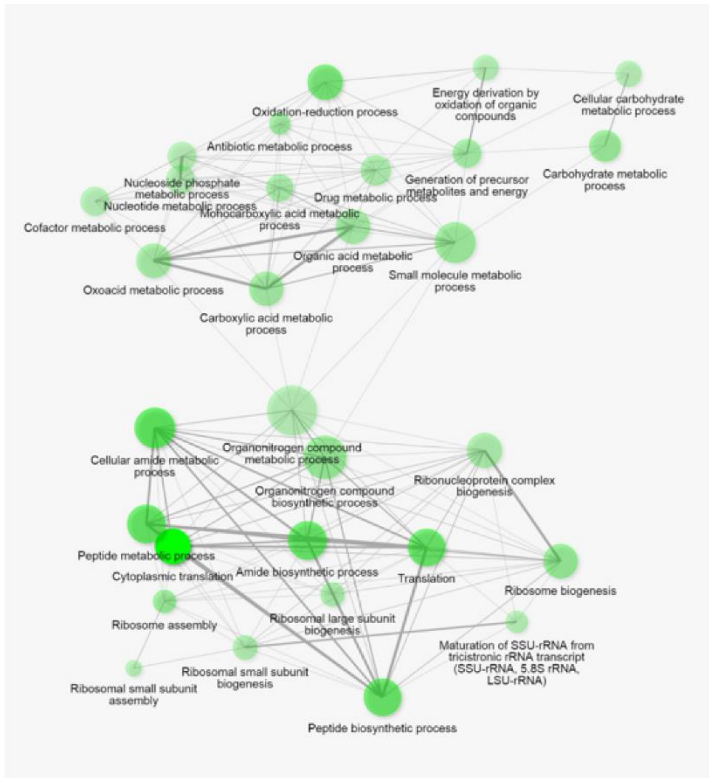 Energy derivation by
oxidation of organic
compounds
Cellular carbohydrate
metabolic process
Oxidation-reduction process
Antibiotic metabolic process
Nucleoside phosphate
metabolic process
Nucleotide metabolic process
Drug metabolic process
Generation of precursor
metabolites and energy
Carbohydrate metabolic
process
Cofactor metabolic process
Monocarboxylic acid metabolic
process
Organic acid metabolic
process
Small molecule metabolic
process
Oxoacid metabolic process
Carboxylic acid metabolic
process
Organonitrogen compound
metabolic process
Cellular amide metabolic
process
Organonitrogen compound
biosynthetic process
Ribonucleoprotein complex
biogenesis
Peptide metabolic process
Cytoplasmic translation
Amide biosynthetic process
Translation
Ribosome biogenesis
Ribosome assembly
Ribosomal large subunit
biogenesis
Maturation of SSU-rRNA from
tricistronic rRNA transcript
(SSU-rRNA, 5.8S rRNA,
LSU-rRNA)
Ribosomal small subunit
biogenesis
Ribosomal small subunit
assembly
Peptide biosynthetic process